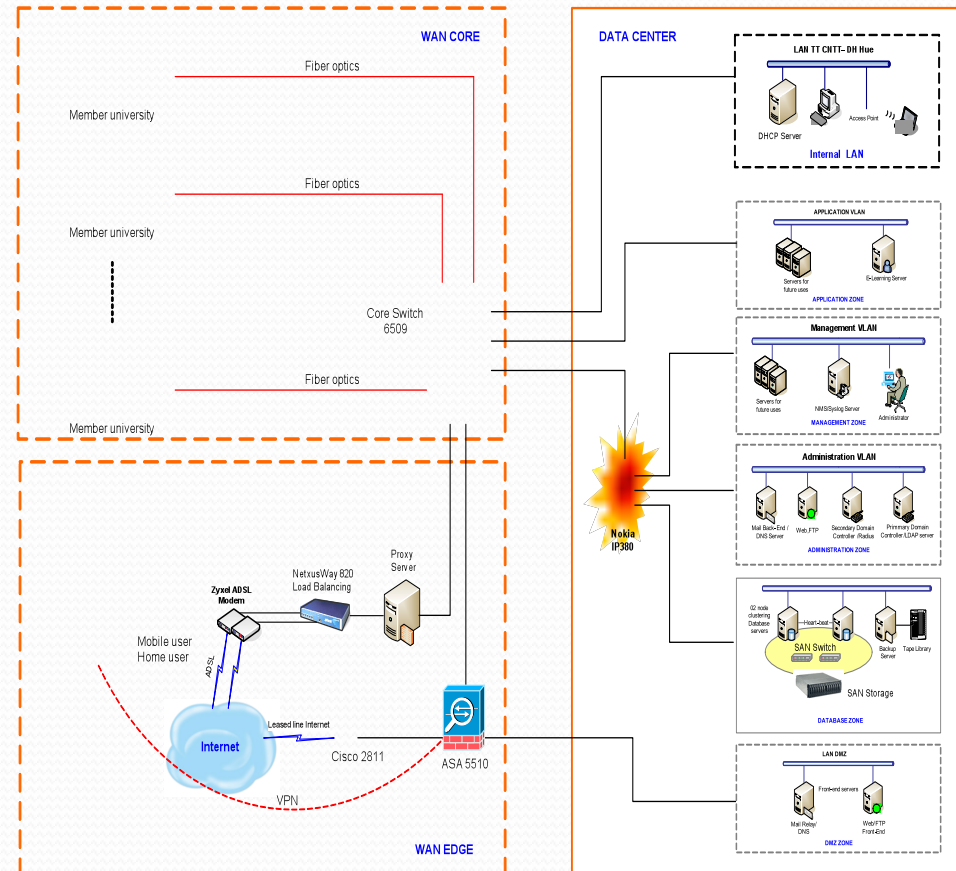 WAN CORE
Fiber optics
Member university
Fiber optics
Member university
Core Switch
6509
Fiber optics
Member university
DATA CENTER
LAN TT CNTT– DH Hue
DHCP Server
Access Point
Internal LAN
APPLICATION VLAN
Servers for
future uses
E-Learning Server
APPLICATION ZONE
Management VLAN
Servers for
future uses
NMS/Syslog Server
Administrator
MANAGEMENT ZONE
Nokia
IP380
Administration VLAN
Mail Back-End /
DNS Server
Web,FTP
Secondary Domain
Controller /Radius
Primmary Domain
Controller/LDAP server
ADMINISTRATION ZONE
02 node
clustering
Database
servers
Heart–beat
SAN Switch
Backup
Server
Tape Library
SAN Storage
DATABASE ZONE
LAN DMZ
Front-end servers
Mail Relay/
DNS
Web/FTP
Front-End
DMZ ZONE
Proxy
Server
NetxusWay 820
Load Balancing
Zyxel ADSL
Modem
Mobile user
Home user
ADSL
Internet
Leased line Internet
Cisco 2811
ASA 5510
VPN
WAN EDGE